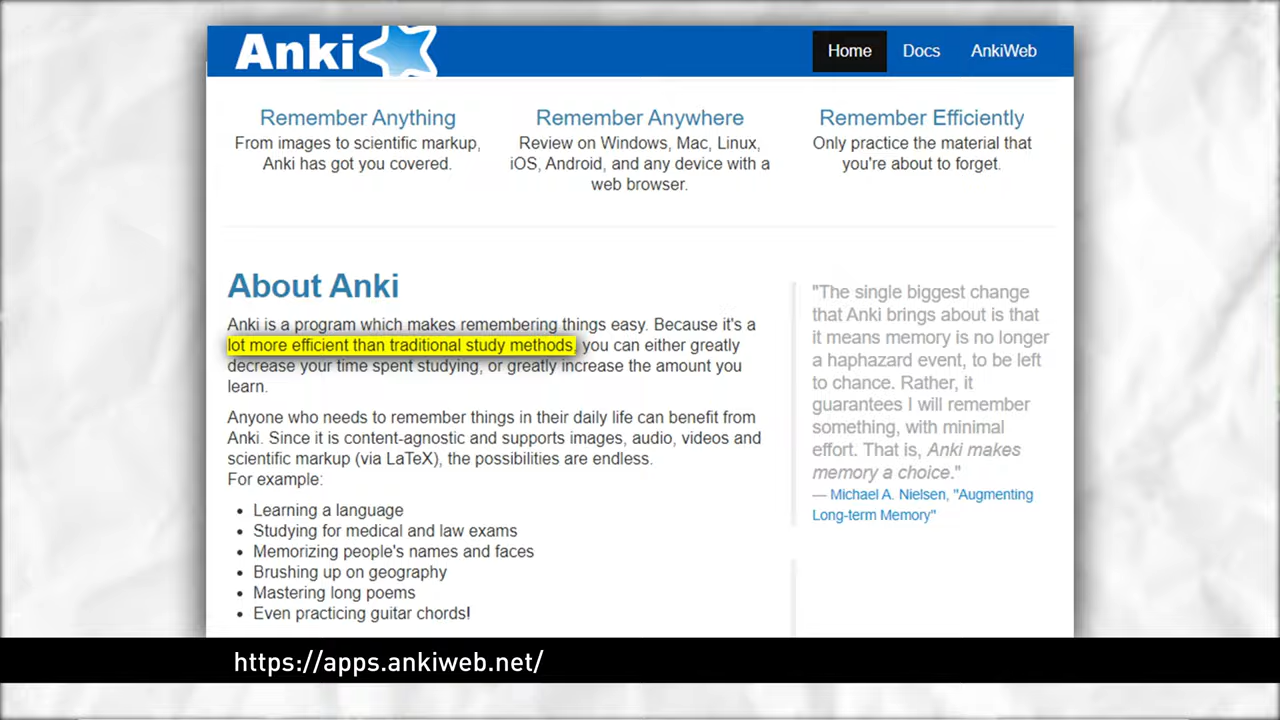 Anki
Home Docs AnkiWeb
Remember Anything
From images to scientific markup,
Anki has got you covered.
Remember Anywhere
Review on Windows, Mac, Linux,
iOS, Android, and any device with a
web browser.
Remember Efficiently
Only practice the material that
you're about to forget.
About Anki
Anki is a program which makes remembering things easy. Because it's a
lot more efficient than traditional study methods, you can either greatly
decrease your time spent studying, or greatly increase the amount you
learn.
Anyone who needs to remember things in their daily life can benefit from
Anki. Since it is content-agnostic and supports images, audio, videos and
scientific markup (via LaTeX), the possibilities are endless.
For example:
• Learning a language
• Studying for medical and law exams
• Memorizing people's names and faces
• Brushing up on geography
• Mastering long poems
• Even practicing guitar chords!
"The single biggest change
that Anki brings about is that
it means memory is no longer
a haphazard event, to be left
to chance. Rather, it
guarantees I will remember
something, with minimal
effort. That is, Anki makes
memory a choice."
— Michael A. Nielsen, "Augmenting
Long-term Memory"
https://apps.ankiweb.net/